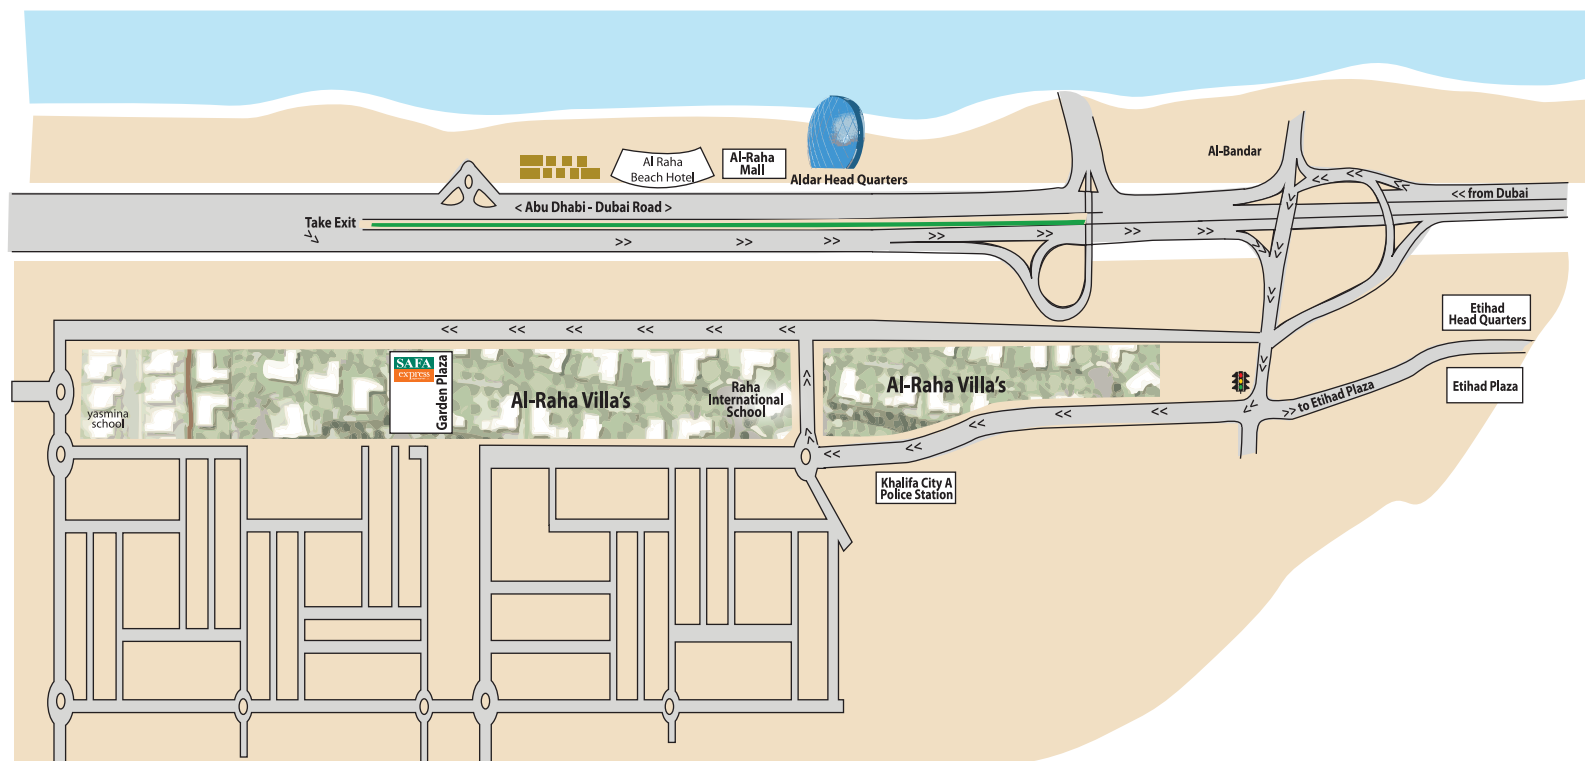 Al-Bandar
Al Raha
Beach Hotel
Al-Raha
Mall
Aldar Head Quarters
<< from Dubai
< Abu Dhabi - Dubai Road >
Take Exit
Etihad
Head Quarters
Etihad Plaza
>> to Etihad Plaza
SAFA
express
Garden Plaza
Al-Raha Villa's
Raha
International
School
Al-Raha Villa's
yasmina
school
Khalifa City A
Police Station